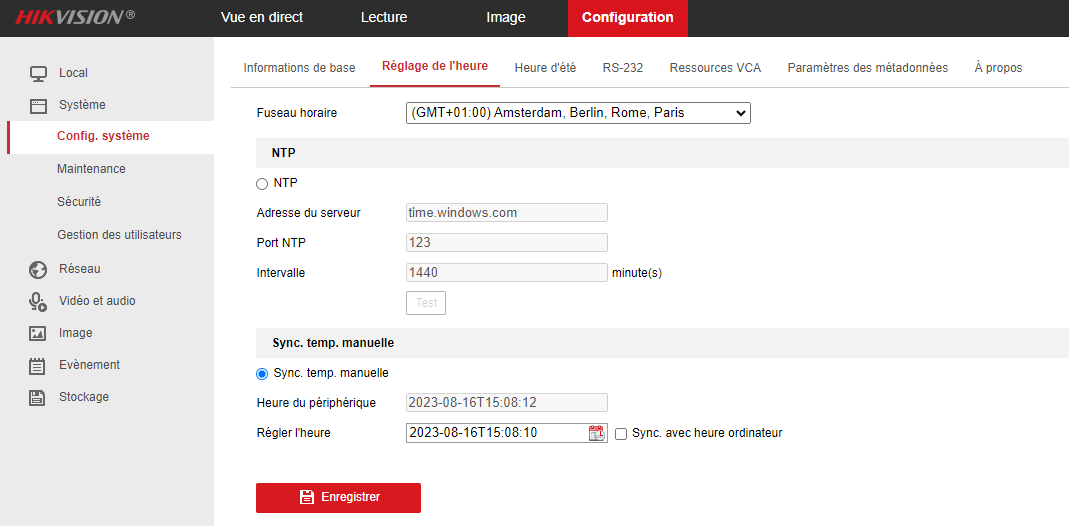 HIKVISION®
Vue en direct
Lecture
Image
Configuration
Local
Système
Config. système
Maintenance
Sécurité
Gestion des utilisateurs
Réseau
Vidéo et audio
Image
Evènement
Stockage
Informations de base
Réglage de l'heure
Heure d'été
RS-232
Ressources VCA
Paramètres des métadonnées
À propos
Fuseau horaire (GMT+01:00) Amsterdam, Berlin, Rome, Paris
NTP
NTP
Adresse du serveur time.windows.com
Port NTP 123
Intervalle 1440 minute(s)
Test
Sync. temp. manuelle
Sync. temp. manuelle
Heure du périphérique 2023-08-16T15:08:12
Régler l'heure 2023-08-16T15:08:10 Sync. avec heure ordinateur
Enregistrer